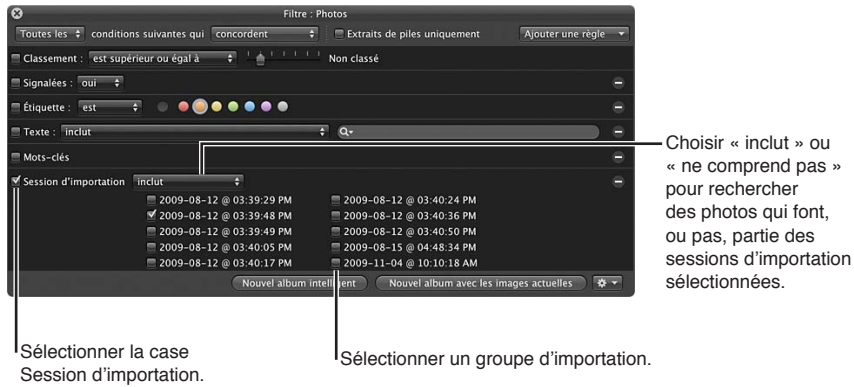 Filtre : Photos
Toutes les conditions suivantes qui concordent Extraits de piles uniquement Ajouter une règle
Classement : est supérieur ou égal à Non classé
Signalées : oui
Étiquette : est
Texte : inclut
Mots-clés
Session d'importation inclut
2009-08-12 @ 03:39:29 PM 2009-08-12 @ 03:40:24 PM
2009-08-12 @ 03:39:48 PM 2009-08-12 @ 03:40:36 PM
2009-08-12 @ 03:39:49 PM 2009-08-12 @ 03:40:50 PM
2009-08-12 @ 03:40:05 PM 2009-08-15 @ 04:48:34 PM
2009-08-12 @ 03:40:17 PM 2009-11-04 @ 10:10:18 AM
Nouvel album intelligent Nouvel album avec les images actuelles
Choisir « inclut » ou
« ne comprend pas »
pour rechercher
des photos qui font,
ou pas, partie des
sessions d'importation
sélectionnées.
Sélectionner la case
Session d'importation.
Sélectionner un groupe d'importation.